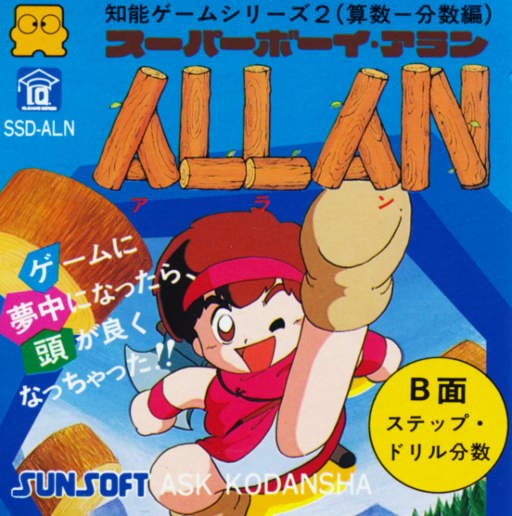 知能ゲームシリーズ2(算数ー分数編)
スーパーボーイ・アラン
ALLAN
アラン
IQ
SSD-ALN
ゲームに
夢中になったら、
頭が良く
なっちゃった!!
B面
ステップ・
ドリル分数
SUNSOFT ASK KODANSHA